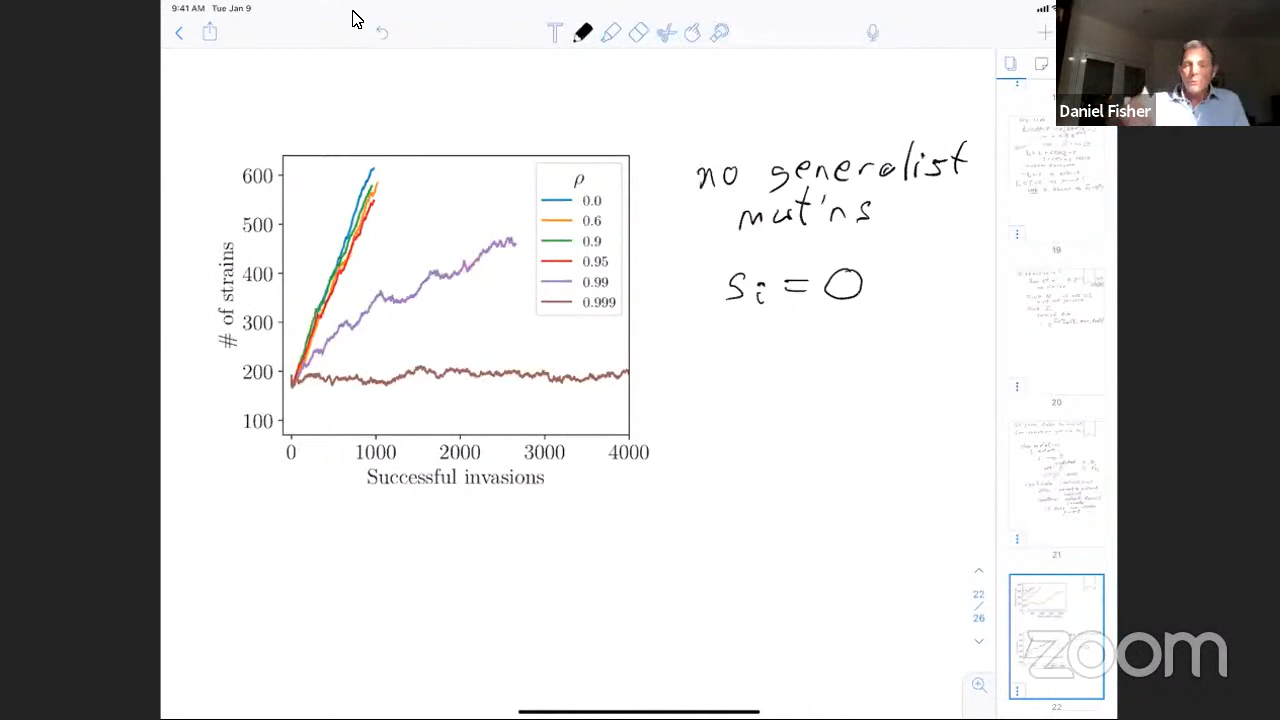 9:41 AM Tue Jan 9
Daniel Fisher
600
500
400
300
200
100
# of strains
0
1000
2000
3000
4000
Successful invasions
ρ
0.0
0.6
0.9
0.95
0.99
0.999
no generalist
mut'ns
si = 0
19
20
21
22
/
26
22
zoom